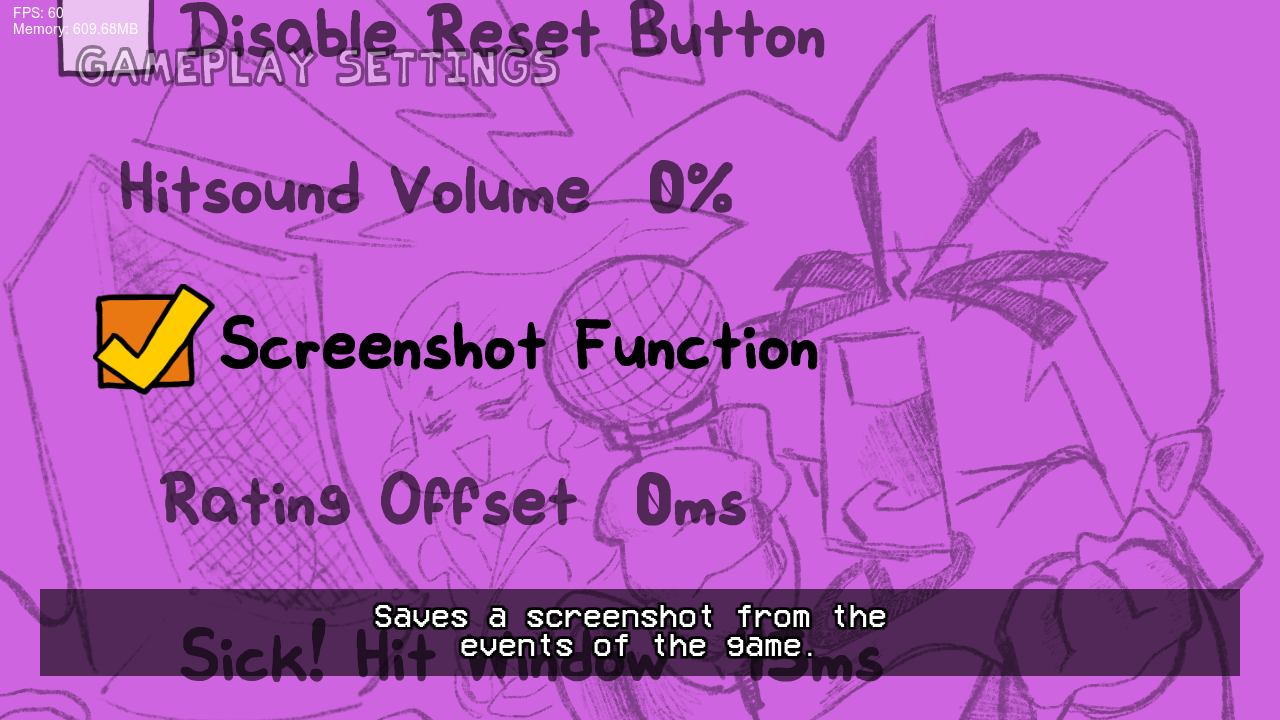 FPS: 60
Memory: 609.68MB
Disable Reset Button
GAMEPLAY SETTINGS
Hitsound Volume 0%
Screenshot Function
Rating Offset 0ms
Saves a screenshot from the
events of the game.
Sick! Hit Window ms